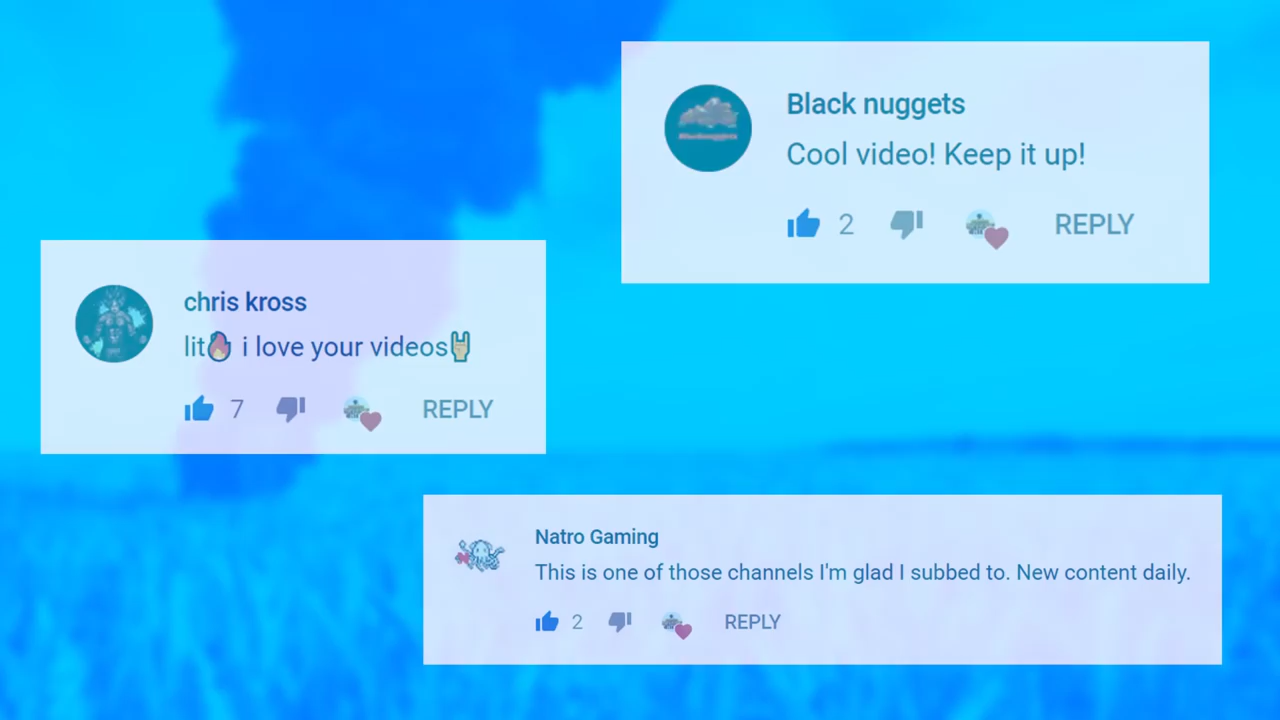 Black nuggets
Cool video! Keep it up!
2 REPLY
chris kross
lit🔥 i love your videos🤘
7 REPLY
Natro Gaming
This is one of those channels I'm glad I subbed to. New content daily.
2 REPLY